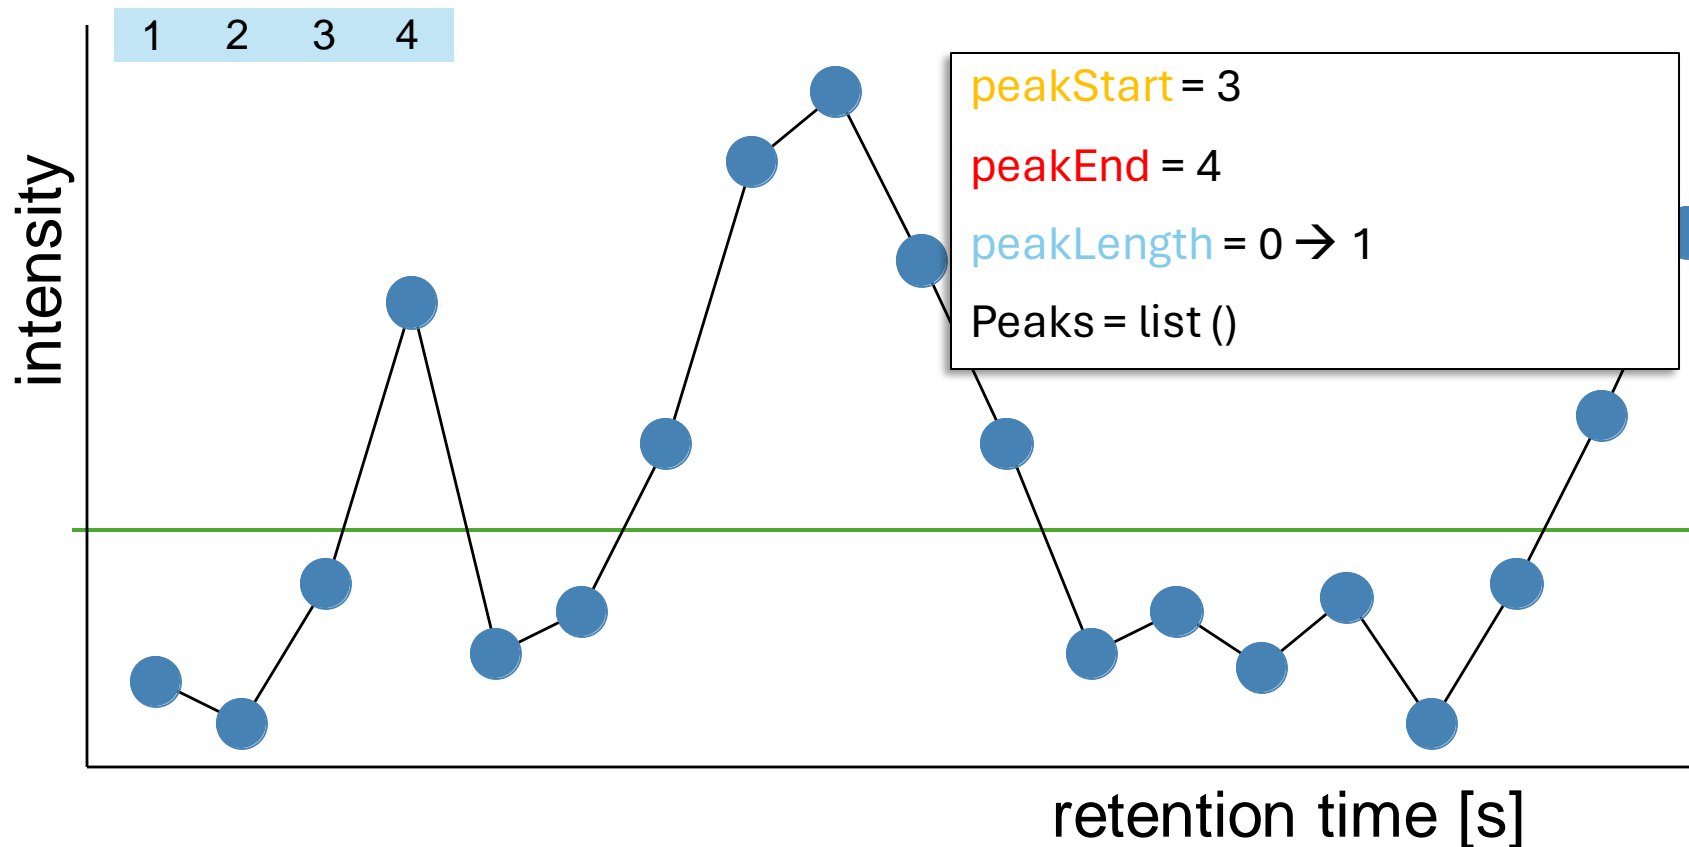 1 2 3 4
peakStart = 3
peakEnd = 4
peakLength = 0 → 1
Peaks = list ()
intensity
retention time [s]